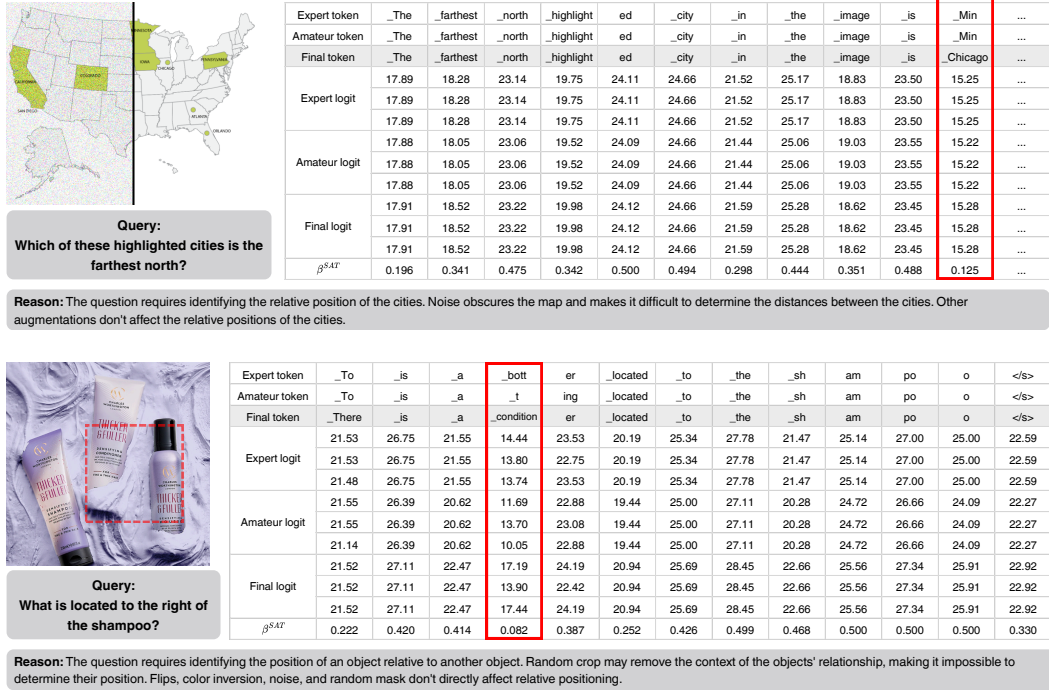 MINNESOTA
CALIFORNIA
COLORADO
IOWA
CHICAGO
PENNSYLVANIA
SAN DIEGO
ATLANTA
ORLANDO
Query:
Which of these highlighted cities is the
farthest north?
Expert token _The _farthest _north _highlight ed _city _in _the _image _is _Min ...
Amateur token _The _farthest _north _highlight ed _city _in _the _image _is _Min ...
Final token _The _farthest _north _highlight ed _city _in _the _image _is _Chicago ...
17.89 18.28 23.14 19.75 24.11 24.66 21.52 25.17 18.83 23.50 15.25
Expert logit 17.89 18.28 23.14 19.75 24.11 24.66 21.52 25.17 18.83 23.50 15.25 ...
17.89 18.28 23.14 19.75 24.11 24.66 21.52 25.17 18.83 23.50 15.25
17.88 18.05 23.06 19.52 24.09 24.66 21.44 25.06 19.03 23.55 15.22
Amateur logit 17.88 18.05 23.06 19.52 24.09 24.66 21.44 25.06 19.03 23.55 15.22 ...
17.88 18.05 23.06 19.52 24.09 24.66 21.44 25.06 19.03 23.55 15.22
17.91 18.52 23.22 19.98 24.12 24.66 21.59 25.28 18.62 23.45 15.28
Final logit 17.91 18.52 23.22 19.98 24.12 24.66 21.59 25.28 18.62 23.45 15.28 ...
17.91 18.52 23.22 19.98 24.12 24.66 21.59 25.28 18.62 23.45 15.28
β^SAT 0.196 0.341 0.475 0.342 0.500 0.494 0.298 0.444 0.351 0.488 0.125 ...
Reason: The question requires identifying the relative position of the cities. Noise obscures the map and makes it difficult to determine the distances between the cities. Other
augmentations don't affect the relative positions of the cities.
THICKER
&FULLER
DENSIFYING
CONDITIONER
THICKER
&FULLER
SHAMPOO
THICKER
&FULLER
Query:
What is located to the right of
the shampoo?
Expert token _To _is _a _bott er _located _to _the _sh am po o </s>
Amateur token _To _is _a _t ing _located _to _the _sh am po o </s>
Final token _There _is _a _condition er _located _to _the _sh am po o </s>
21.53 26.75 21.55 14.44 23.53 20.19 25.34 27.78 21.47 25.14 27.00 25.00 22.59
Expert logit 21.53 26.75 21.55 13.80 22.75 20.19 25.34 27.78 21.47 25.14 27.00 25.00 22.59
21.48 26.75 21.55 13.74 23.53 20.19 25.34 27.78 21.47 25.14 27.00 25.00 22.59
21.55 26.39 20.62 11.69 22.88 19.44 25.00 27.11 20.28 24.72 26.66 24.09 22.27
Amateur logit 21.55 26.39 20.62 13.70 23.08 19.44 25.00 27.11 20.28 24.72 26.66 24.09 22.27
21.14 26.39 20.62 10.05 22.88 19.44 25.00 27.11 20.28 24.72 26.66 24.09 22.27
21.52 27.11 22.47 17.19 24.19 20.94 25.69 28.45 22.66 25.56 27.34 25.91 22.92
Final logit 21.52 27.11 22.47 13.90 22.42 20.94 25.69 28.45 22.66 25.56 27.34 25.91 22.92
21.52 27.11 22.47 17.44 24.19 20.94 25.69 28.45 22.66 25.56 27.34 25.91 22.92
β^SAT 0.222 0.420 0.414 0.082 0.387 0.252 0.426 0.499 0.468 0.500 0.500 0.500 0.330
Reason: The question requires identifying the position of an object relative to another object. Random crop may remove the context of the objects' relationship, making it impossible to
determine their position. Flips, color inversion, noise, and random mask don't directly affect relative positioning.